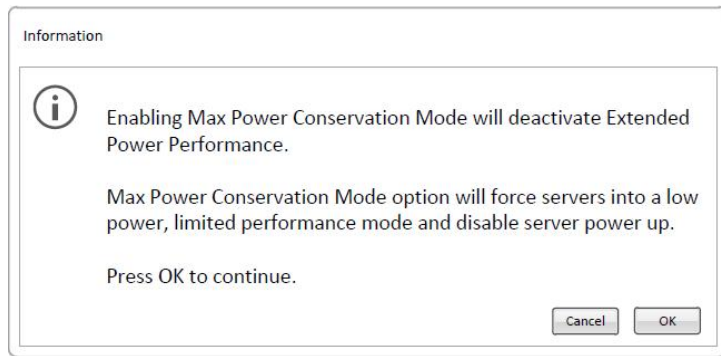 Information
Enabling Max Power Conservation Mode will deactivate Extended
Power Performance.
Max Power Conservation Mode option will force servers into a low
power, limited performance mode and disable server power up.
Press OK to continue.
Cancel OK